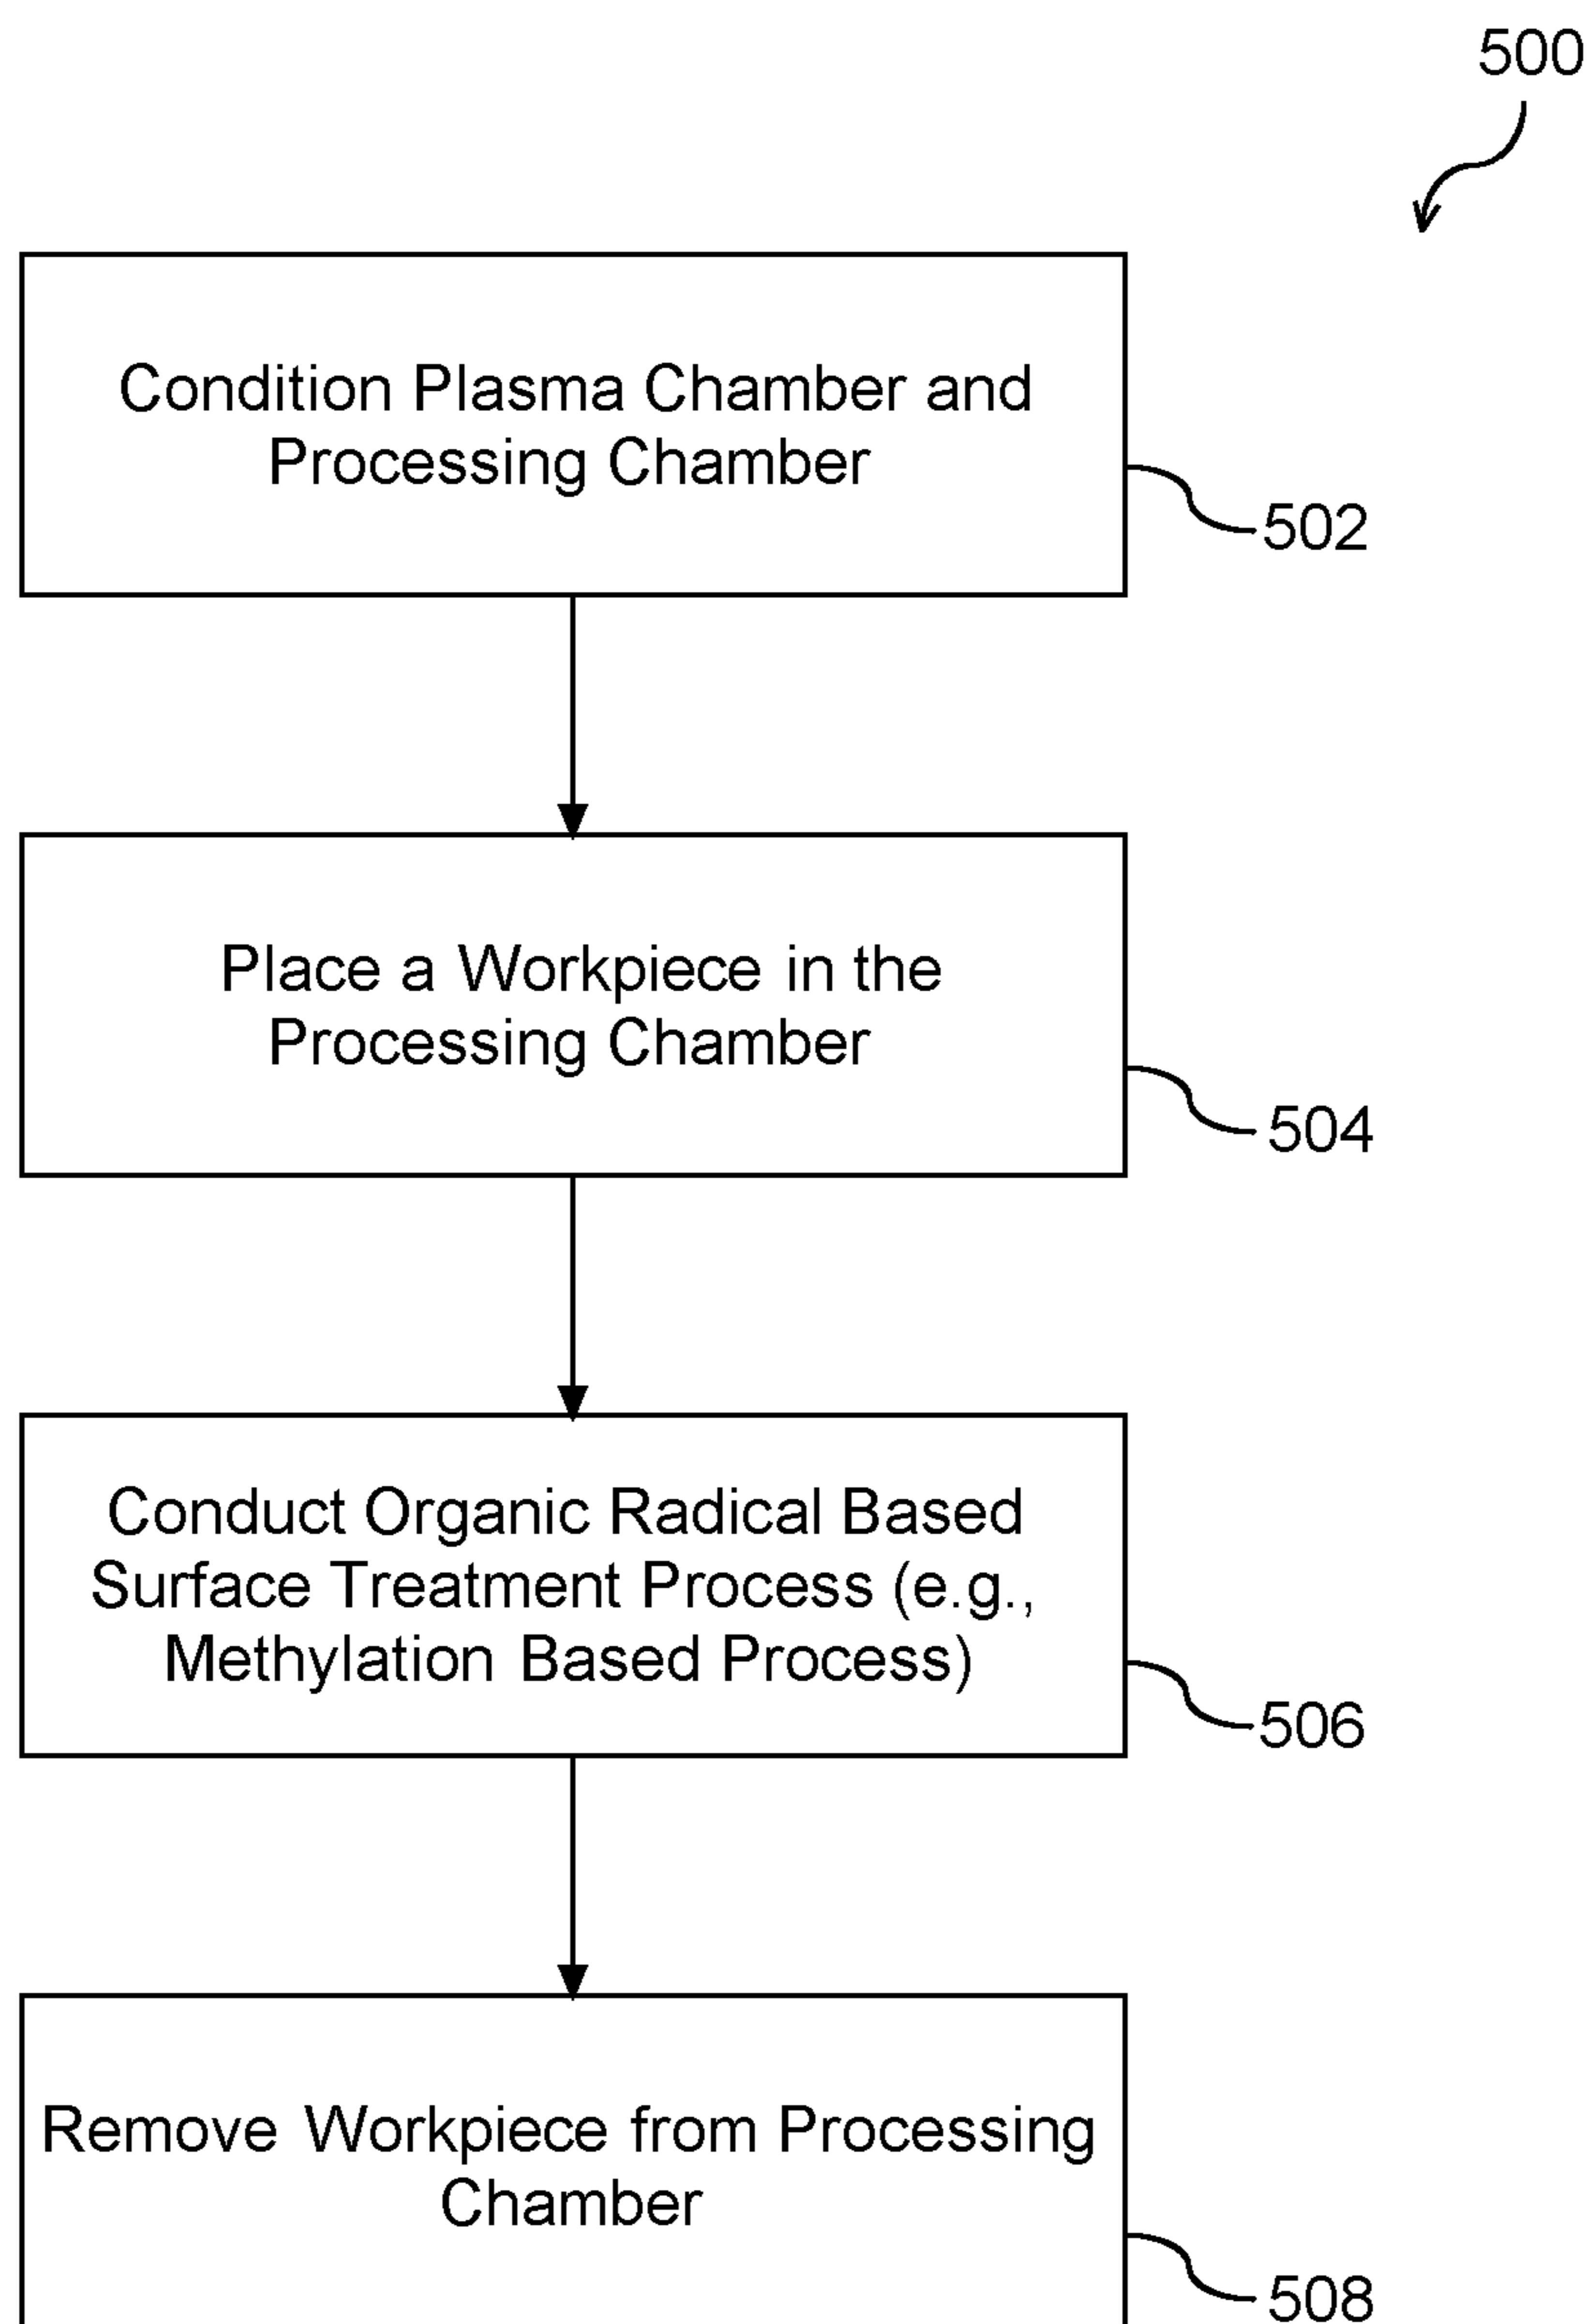 500
Condition Plasma Chamber and
Processing Chamber
502
Place a Workpiece in the
Processing Chamber
504
Conduct Organic Radical Based
Surface Treatment Process (e.g.,
Methylation Based Process)
506
Remove Workpiece from Processing
Chamber
508